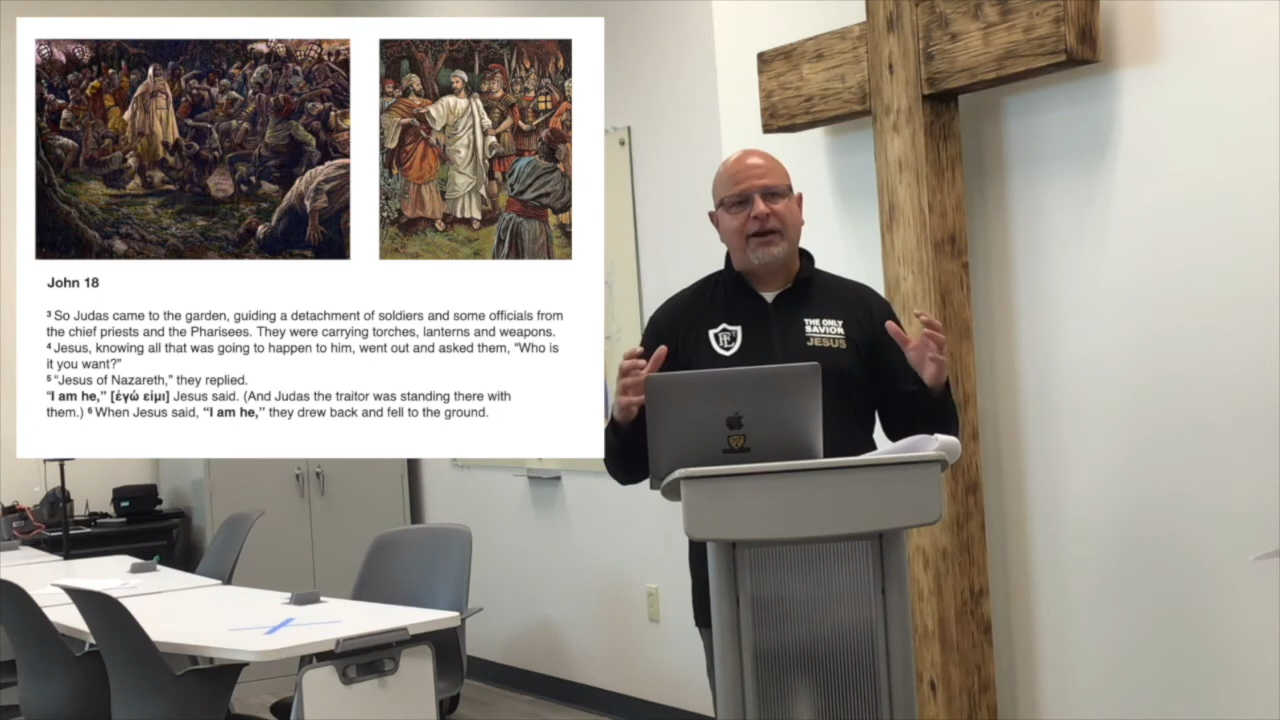 John 18
³ So Judas came to the garden, guiding a detachment of soldiers and some officials from
the chief priests and the Pharisees. They were carrying torches, lanterns and weapons.
⁴ Jesus, knowing all that was going to happen to him, went out and asked them, “Who is
it you want?”
⁵ “Jesus of Nazareth,” they replied.
“I am he,” [ἐγώ εἰμι] Jesus said. (And Judas the traitor was standing there with
them.) ⁶ When Jesus said, “I am he,” they drew back and fell to the ground.
THE ONLY
SAVIOR
JESUS